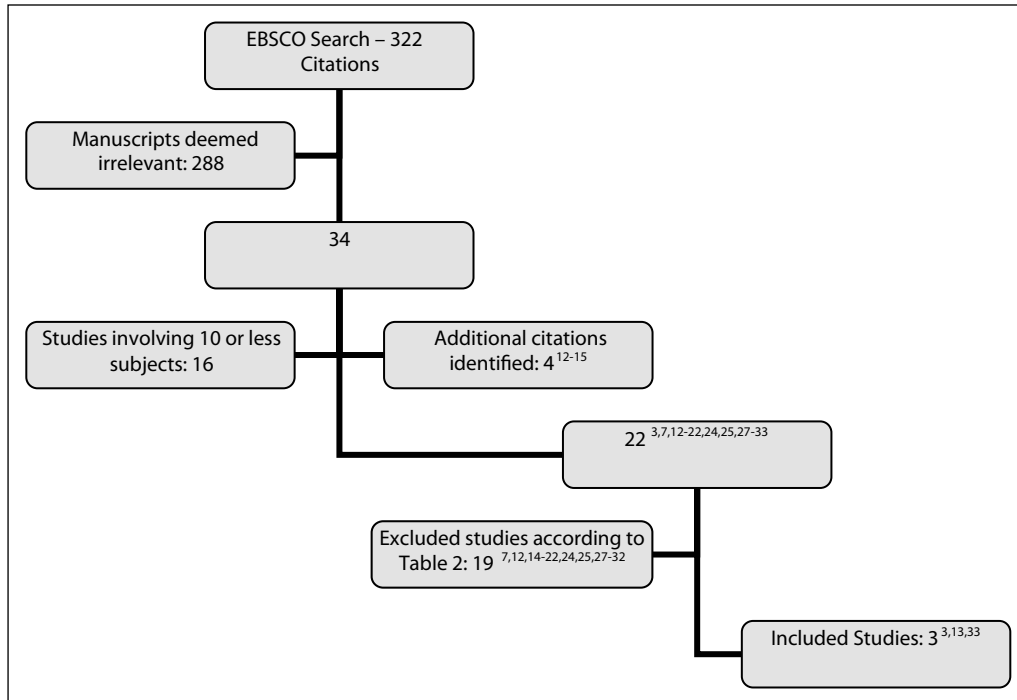 EBSCO Search – 322
Citations
Manuscripts deemed
irrelevant: 288
34
Studies involving 10 or less
subjects: 16
Additional citations
identified: 4 12-15
22 3,7,12-22,24,25,27-33
Excluded studies according to
Table 2: 19 7,12,14-22,24,25,27-32
Included Studies: 3 3,13,33